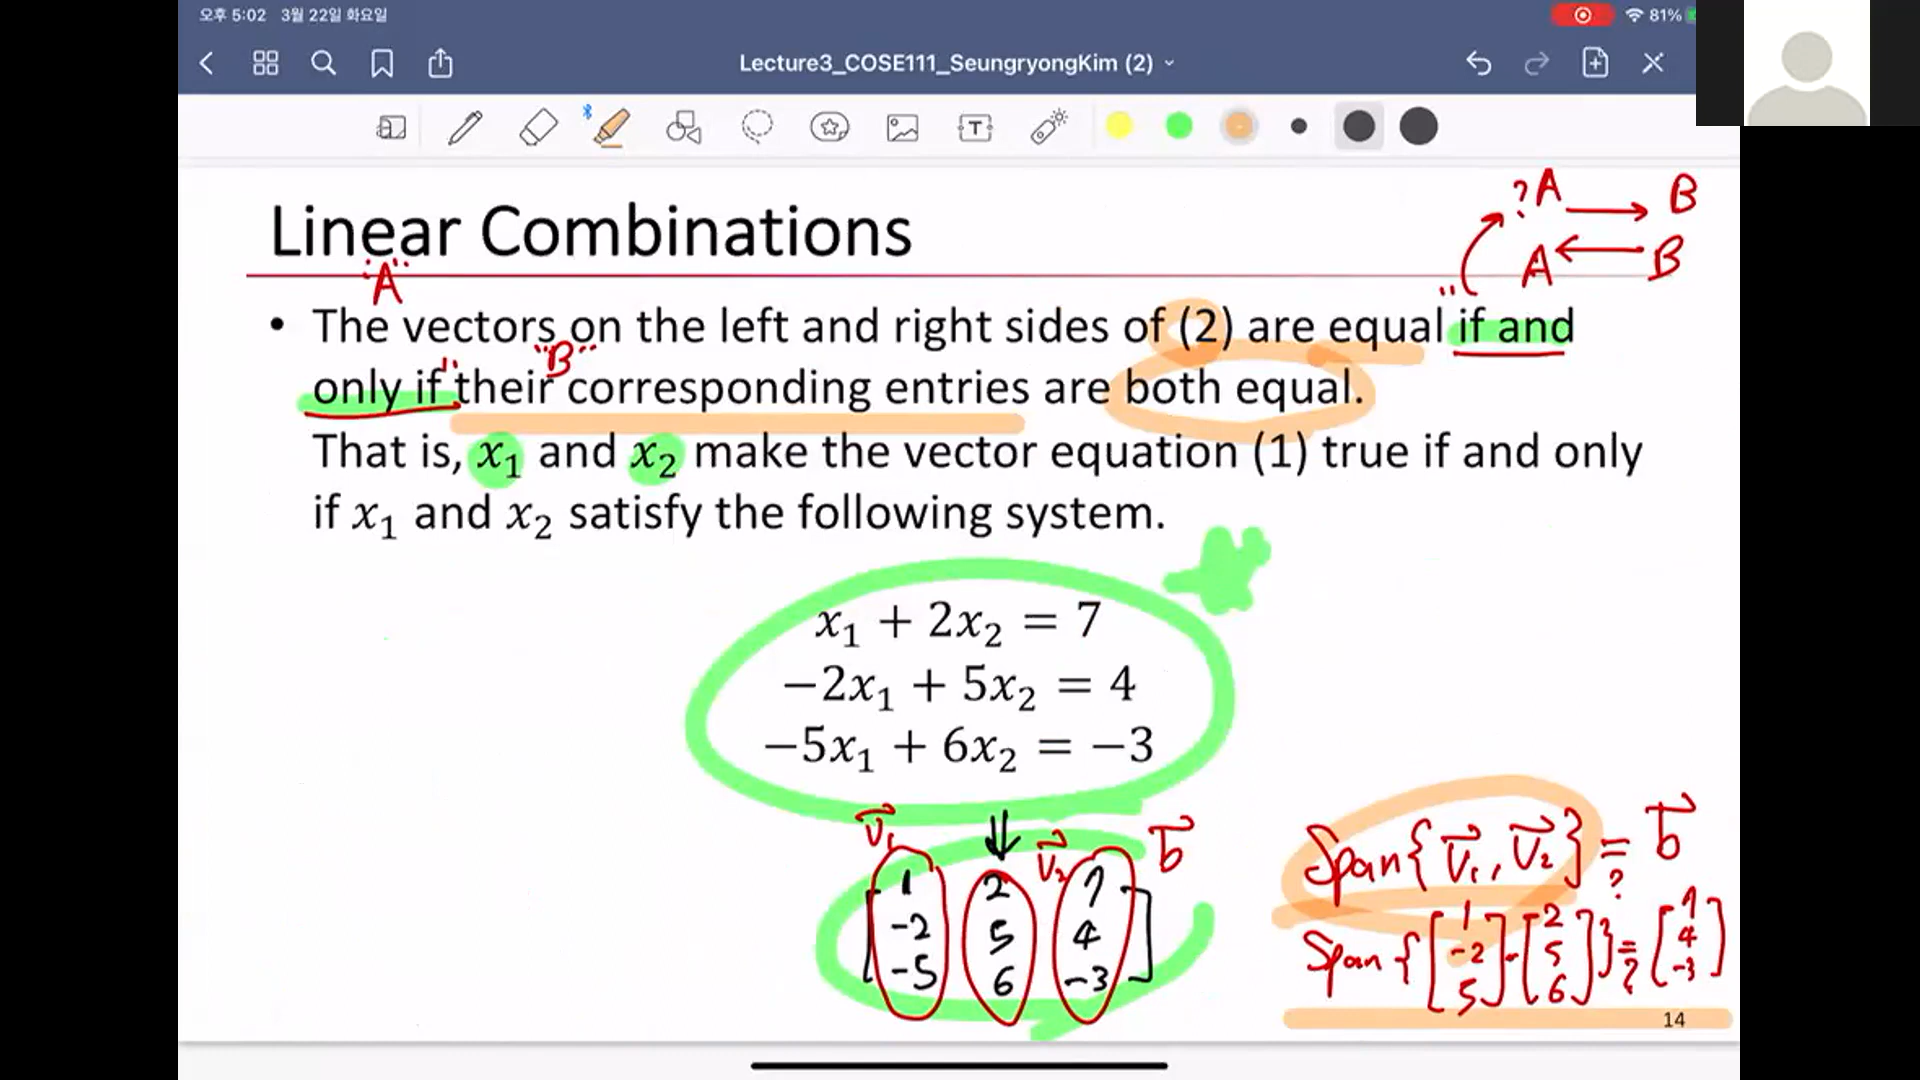 오후 5:02 3월 22일 화요일
81%
Lecture3_COSE111_SeungryongKim (2)
T
Linear Combinations
? A → B
A ← B
"A"
• The vectors on the left and right sides of (2) are equal if and
"B"
only if their corresponding entries are both equal.
That is, x₁ and x₂ make the vector equation (1) true if and only
if x₁ and x₂ satisfy the following system.
x₁ + 2x₂ = 7
−2x₁ + 5x₂ = 4
−5x₁ + 6x₂ = −3
⇓
v₁ v₂ b
1 2 7
-2 5 4
-5 6 -3
Span{v₁, v₂} =? b
Span{[1 -2 5], [2 5 6]} =? [7 4 -3]
14